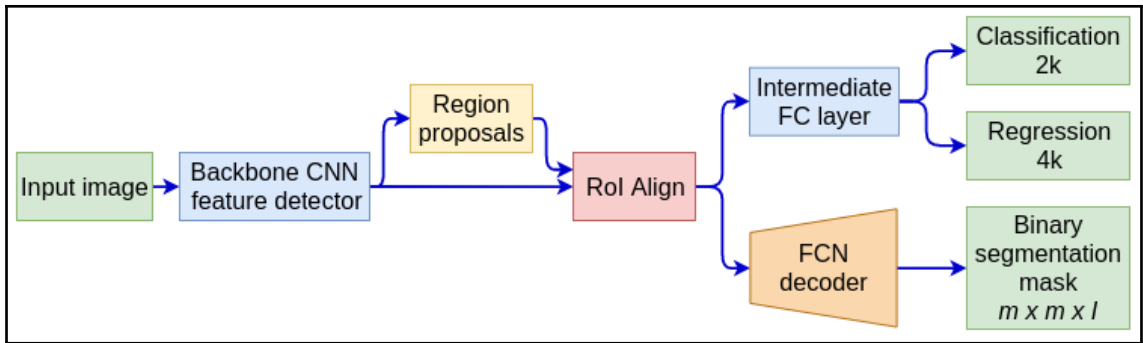 Input image
Backbone CNN
feature detector
Region
proposals
RoI Align
Intermediate
FC layer
FCN
decoder
Classification
2k
Regression
4k
Binary
segmentation
mask
m x m x l